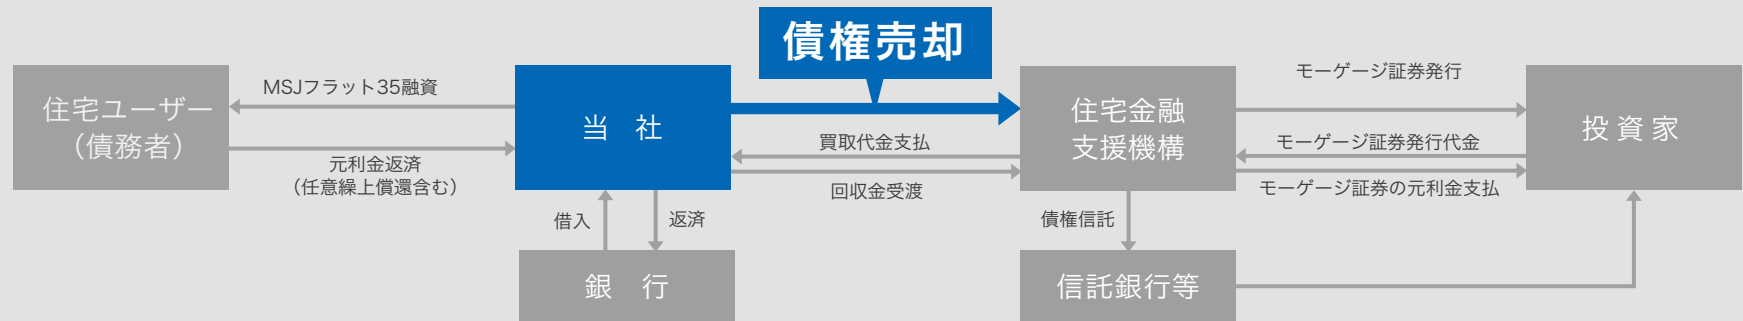 債権売却
住宅ユーザー
（債務者）
MSJフラット35融資
元利金返済
（任意繰上償還含む）
当　社
買取代金支払
回収金受渡
住宅金融
支援機構
モーゲージ証券発行
モーゲージ証券発行代金
モーゲージ証券の元利金支払
投資家
借入
返済
債権信託
銀　行
信託銀行等